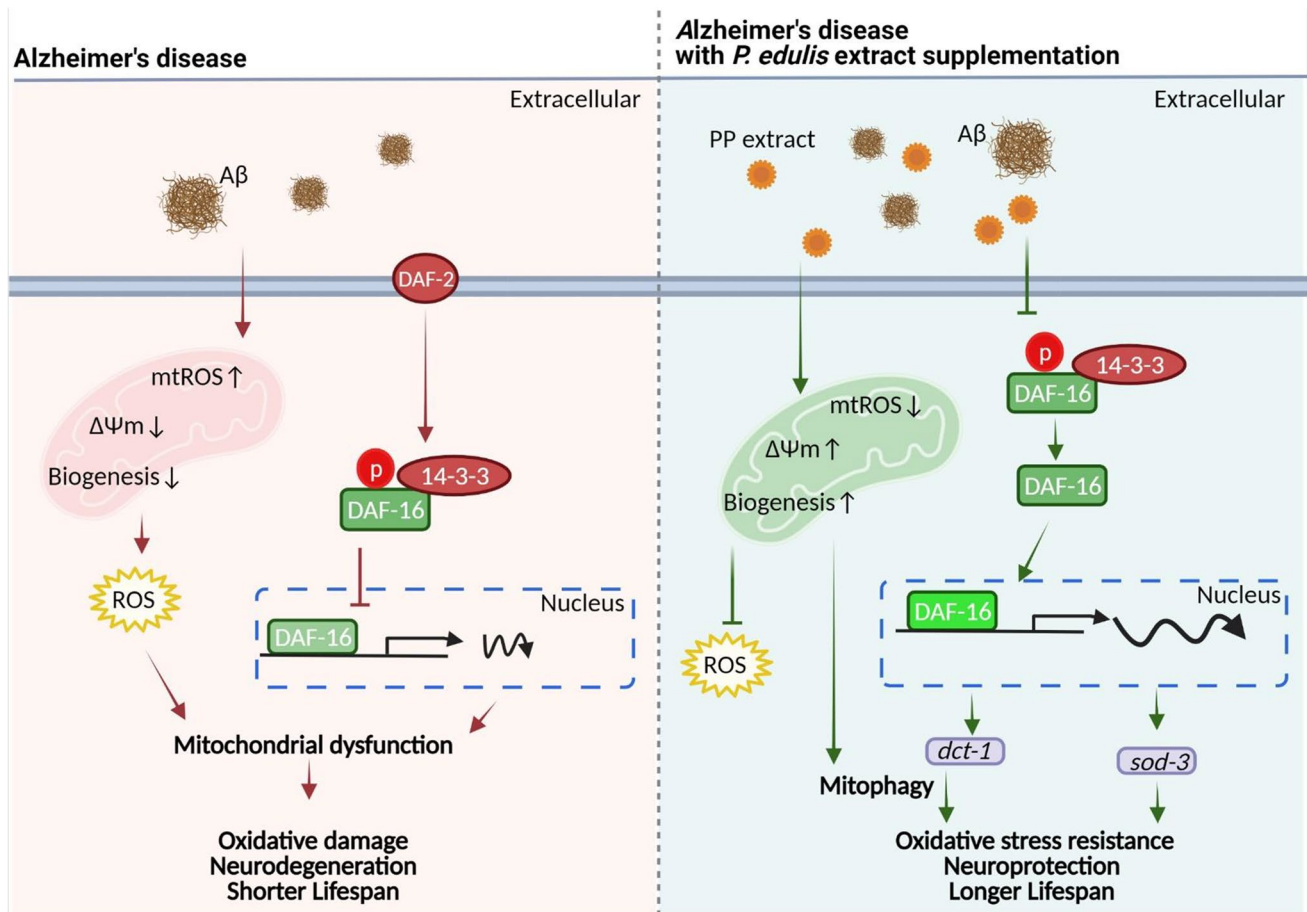 Alzheimer's disease
Extracellular
Aβ
DAF-2
mtROS ↑
ΔΨm ↓
Biogenesis ↓
p
14-3-3
DAF-16
ROS
Nucleus
DAF-16
Mitochondrial dysfunction
Oxidative damage
Neurodegeneration
Shorter Lifespan
Alzheimer's disease
with P. edulis extract supplementation
Extracellular
PP extract
Aβ
p
14-3-3
DAF-16
mtROS ↓
ΔΨm ↑
Biogenesis ↑
DAF-16
Nucleus
DAF-16
ROS
dct-1
sod-3
Mitophagy
Oxidative stress resistance
Neuroprotection
Longer Lifespan